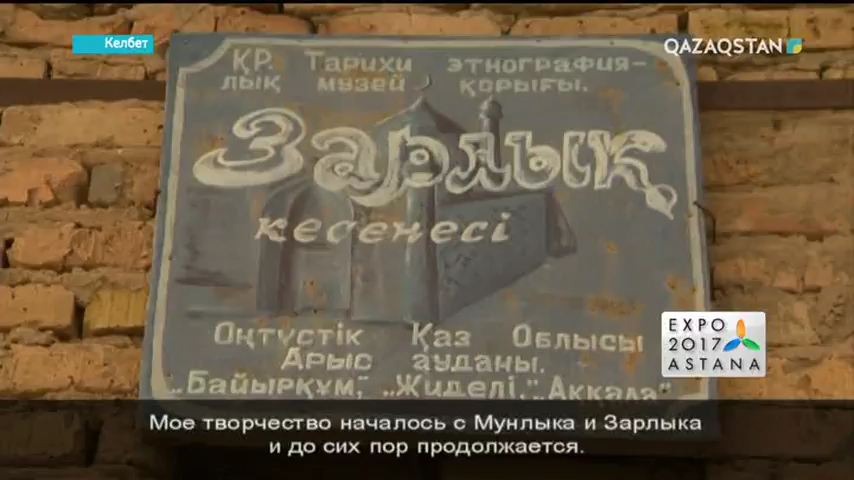 Келбет
QAZAQSTAN
ҚР. Тарихи этнография-
лық музей қорығы.
Зарлық
кесенесі
EXPO
2017
ASTANA
Оңтүстік Қаз Облысы
Арыс ауданы.
„Байырқұм", „Жиделі," „Аққала"
Мое творчество началось с Мунлыка и Зарлыка
и до сих пор продолжается.